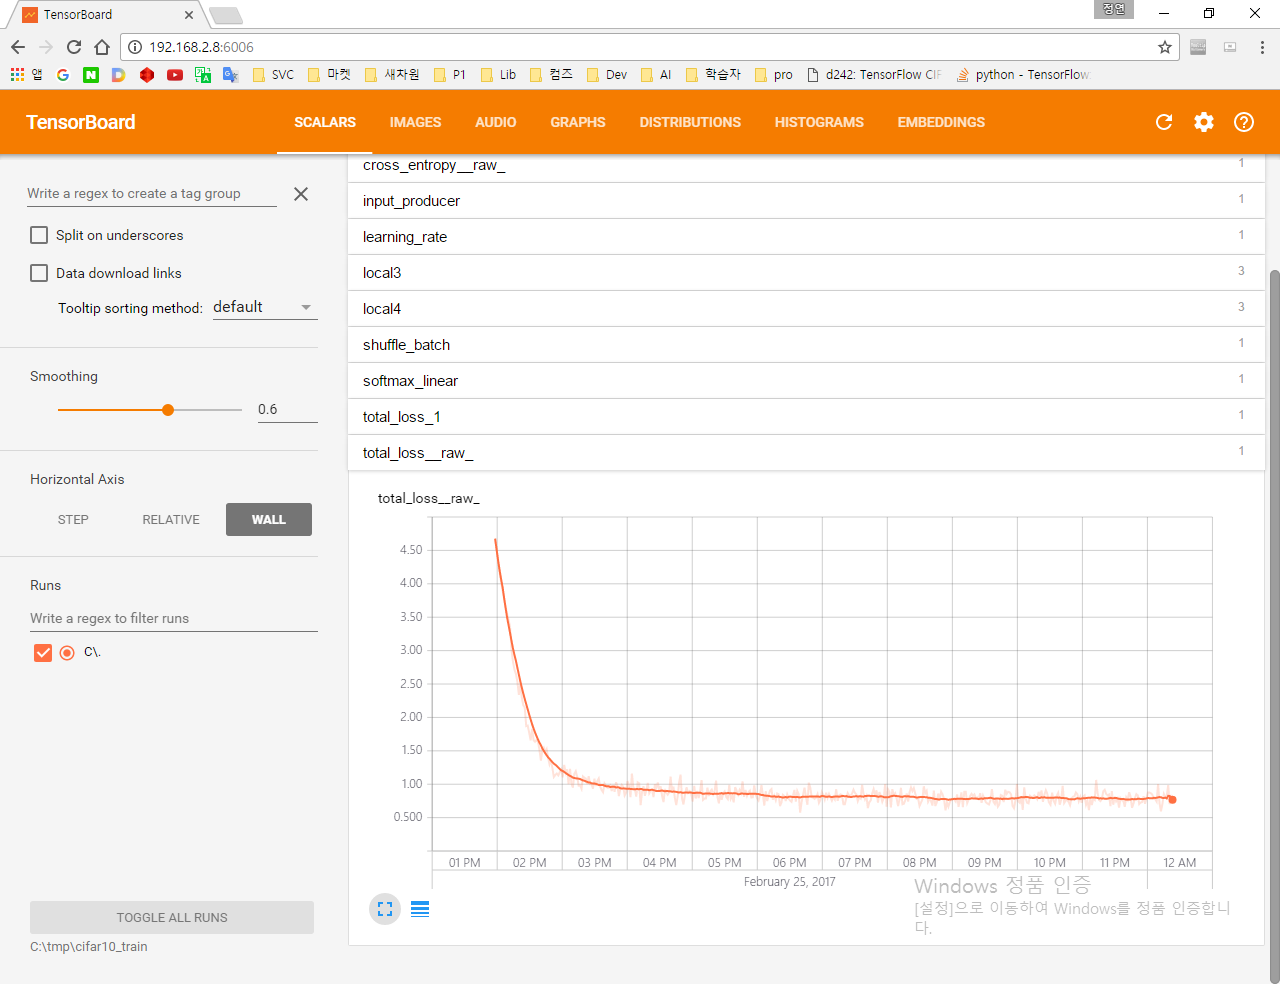 TensorBoard
정연
192.168.2.8:6006
앱 SVC 마켓 새차원 P1 Lib 컴즈 Dev AI 학습자 pro d242: TensorFlow CIF python - TensorFlow
TensorBoard SCALARS IMAGES AUDIO GRAPHS DISTRIBUTIONS HISTOGRAMS EMBEDDINGS
Write a regex to create a tag group
Split on underscores
Data download links
Tooltip sorting method: default
Smoothing
0.6
Horizontal Axis
STEP RELATIVE WALL
Runs
Write a regex to filter runs
C\.
TOGGLE ALL RUNS
C:\tmp\cifar10_train
cross_entropy__raw_ 1
input_producer 1
learning_rate 1
local3 3
local4 3
shuffle_batch 1
softmax_linear 1
total_loss_1 1
total_loss__raw_ 1
total_loss__raw_
4.50
4.00
3.50
3.00
2.50
2.00
1.50
1.00
0.500
01 PM 02 PM 03 PM 04 PM 05 PM 06 PM 07 PM 08 PM 09 PM 10 PM 11 PM 12 AM
February 25, 2017
Windows 정품 인증
[설정]으로 이동하여 Windows를 정품 인증합니
다.